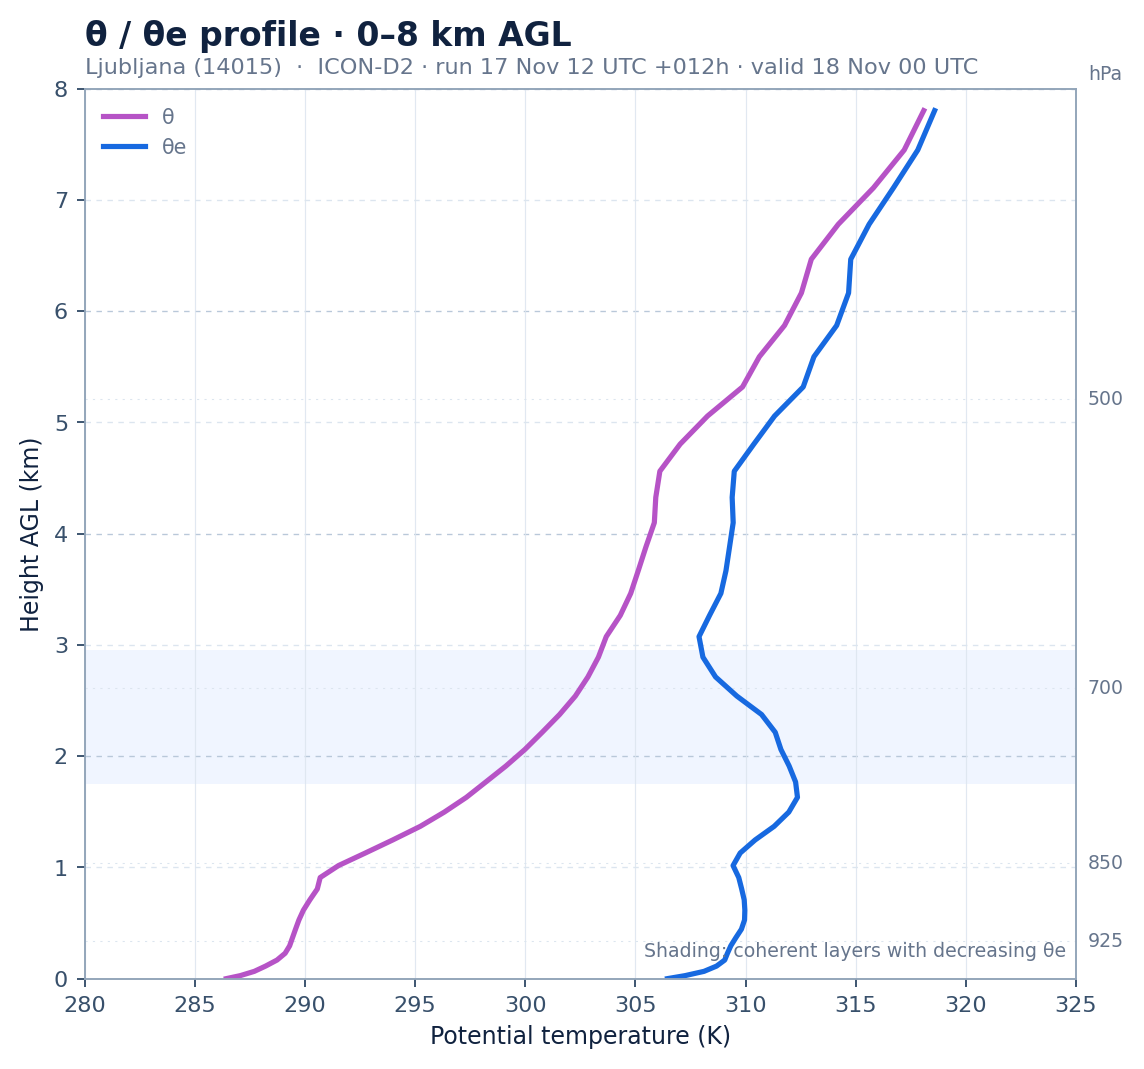 θ / θe profile · 0–8 km AGL
Ljubljana (14015) · ICON-D2 · run 17 Nov 12 UTC +012h · valid 18 Nov 00 UTC
hPa
θ
θe
8
7
6
5
4
3
2
1
0
Height AGL (km)
500
700
850
925
Shading: coherent layers with decreasing θe
280 285 290 295 300 305 310 315 320 325
Potential temperature (K)